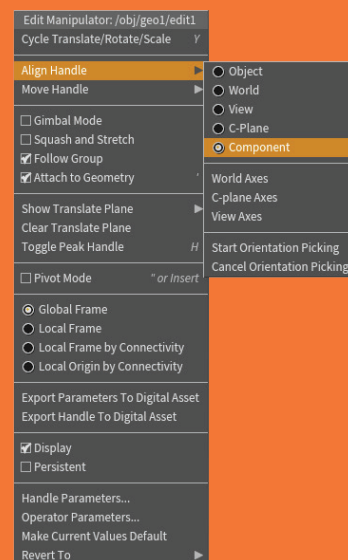 Edit Manipulator: /obj/geo1/edit1
Cycle Translate/Rotate/Scale Y
Align Handle
Move Handle
Gimbal Mode
Squash and Stretch
Follow Group
Attach to Geometry '
Show Translate Plane
Clear Translate Plane
Toggle Peak Handle H
Pivot Mode " or Insert
Global Frame
Local Frame
Local Frame by Connectivity
Local Origin by Connectivity
Export Parameters To Digital Asset
Export Handle To Digital Asset
Display
Persistent
Handle Parameters...
Operator Parameters...
Make Current Values Default
Revert To
Object
World
View
C-Plane
Component
World Axes
C-plane Axes
View Axes
Start Orientation Picking
Cancel Orientation Picking